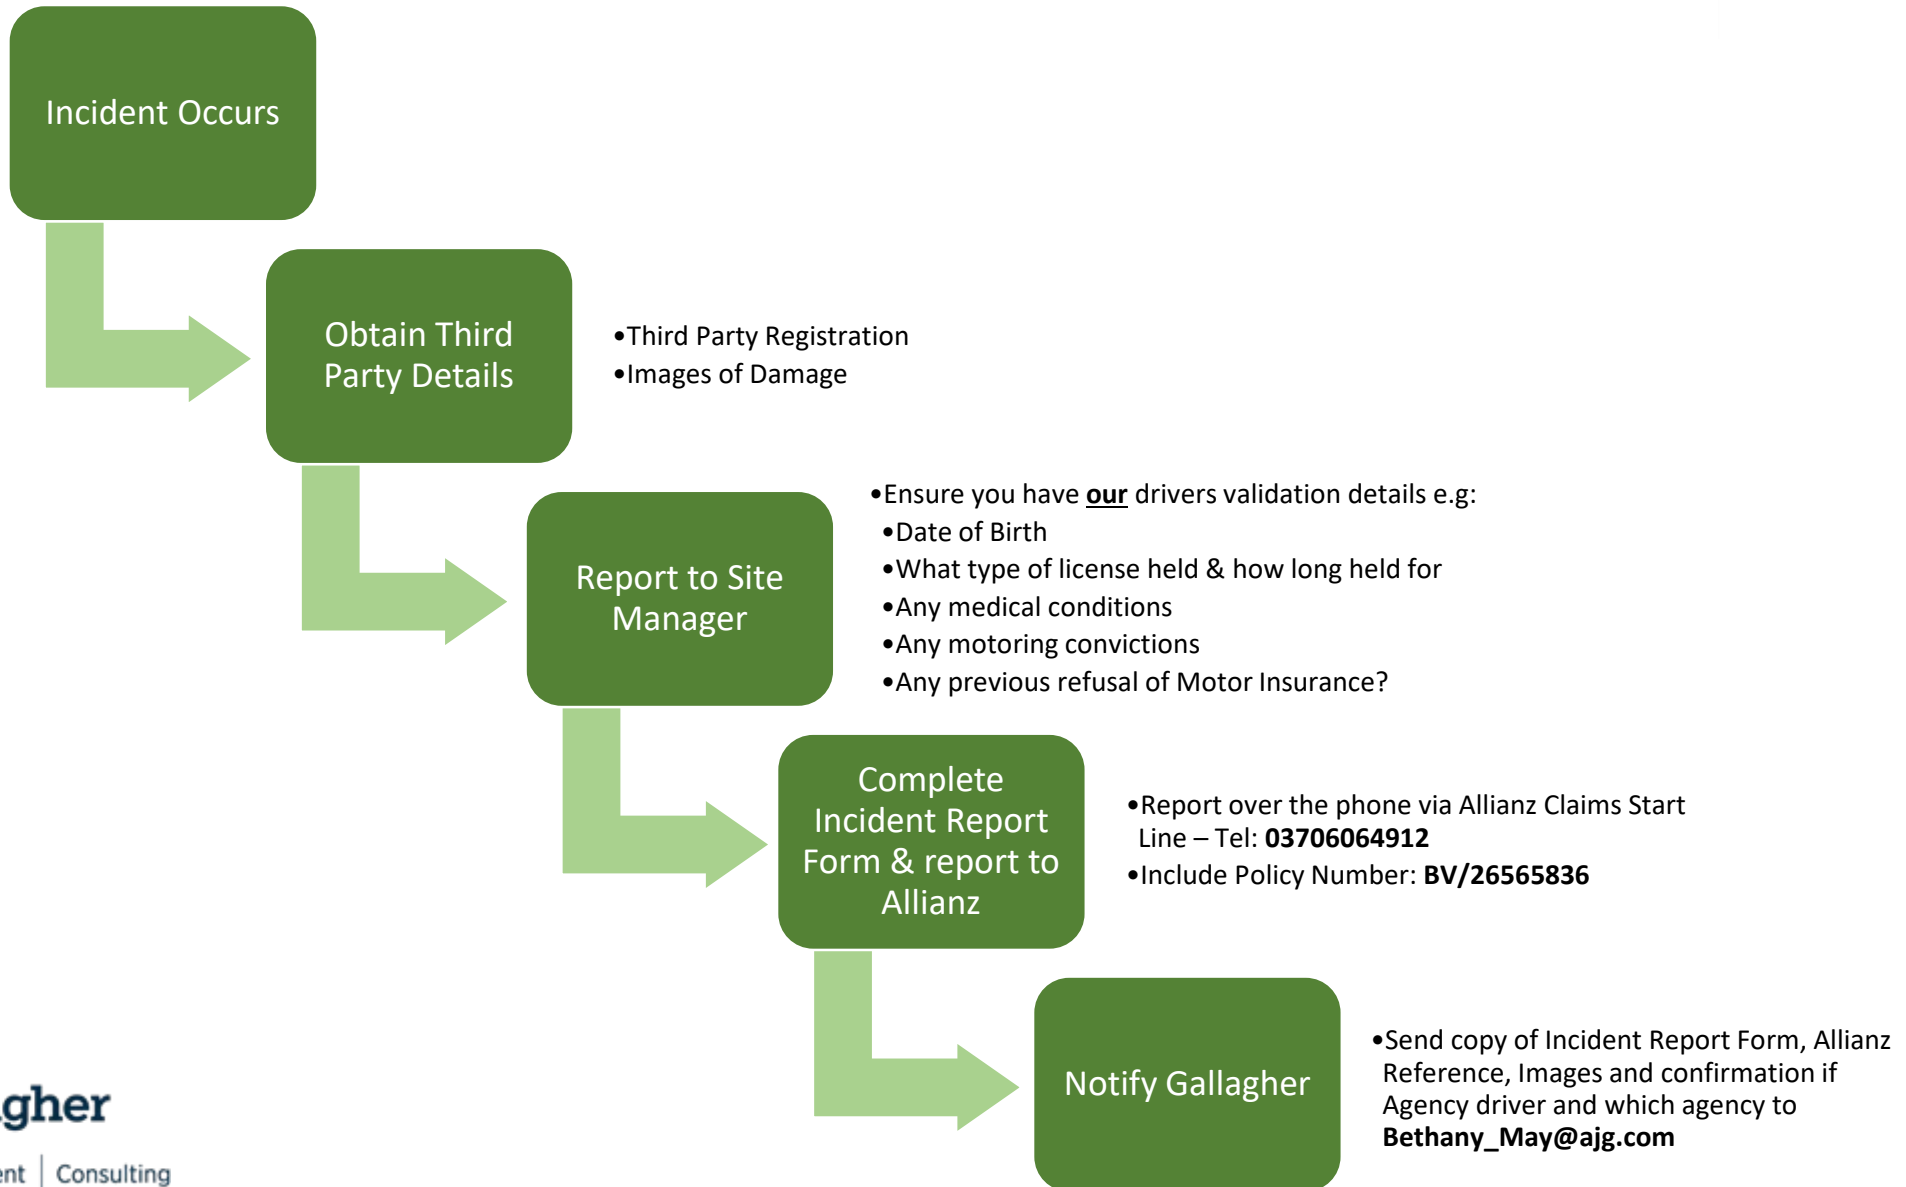 Incident Occurs
Obtain Third
Party Details
•Third Party Registration
•Images of Damage
Report to Site
Manager
•Ensure you have our drivers validation details e.g:
•Date of Birth
•What type of license held & how long held for
•Any medical conditions
•Any motoring convictions
•Any previous refusal of Motor Insurance?
Complete
Incident Report
Form & report to
Allianz
•Report over the phone via Allianz Claims Start
Line – Tel: 03706064912
•Include Policy Number: BV/26565836
Notify Gallagher
•Send copy of Incident Report Form, Allianz
Reference, Images and confirmation if
Agency driver and which agency to
Bethany_May@ajg.com
gher
ent | Consulting